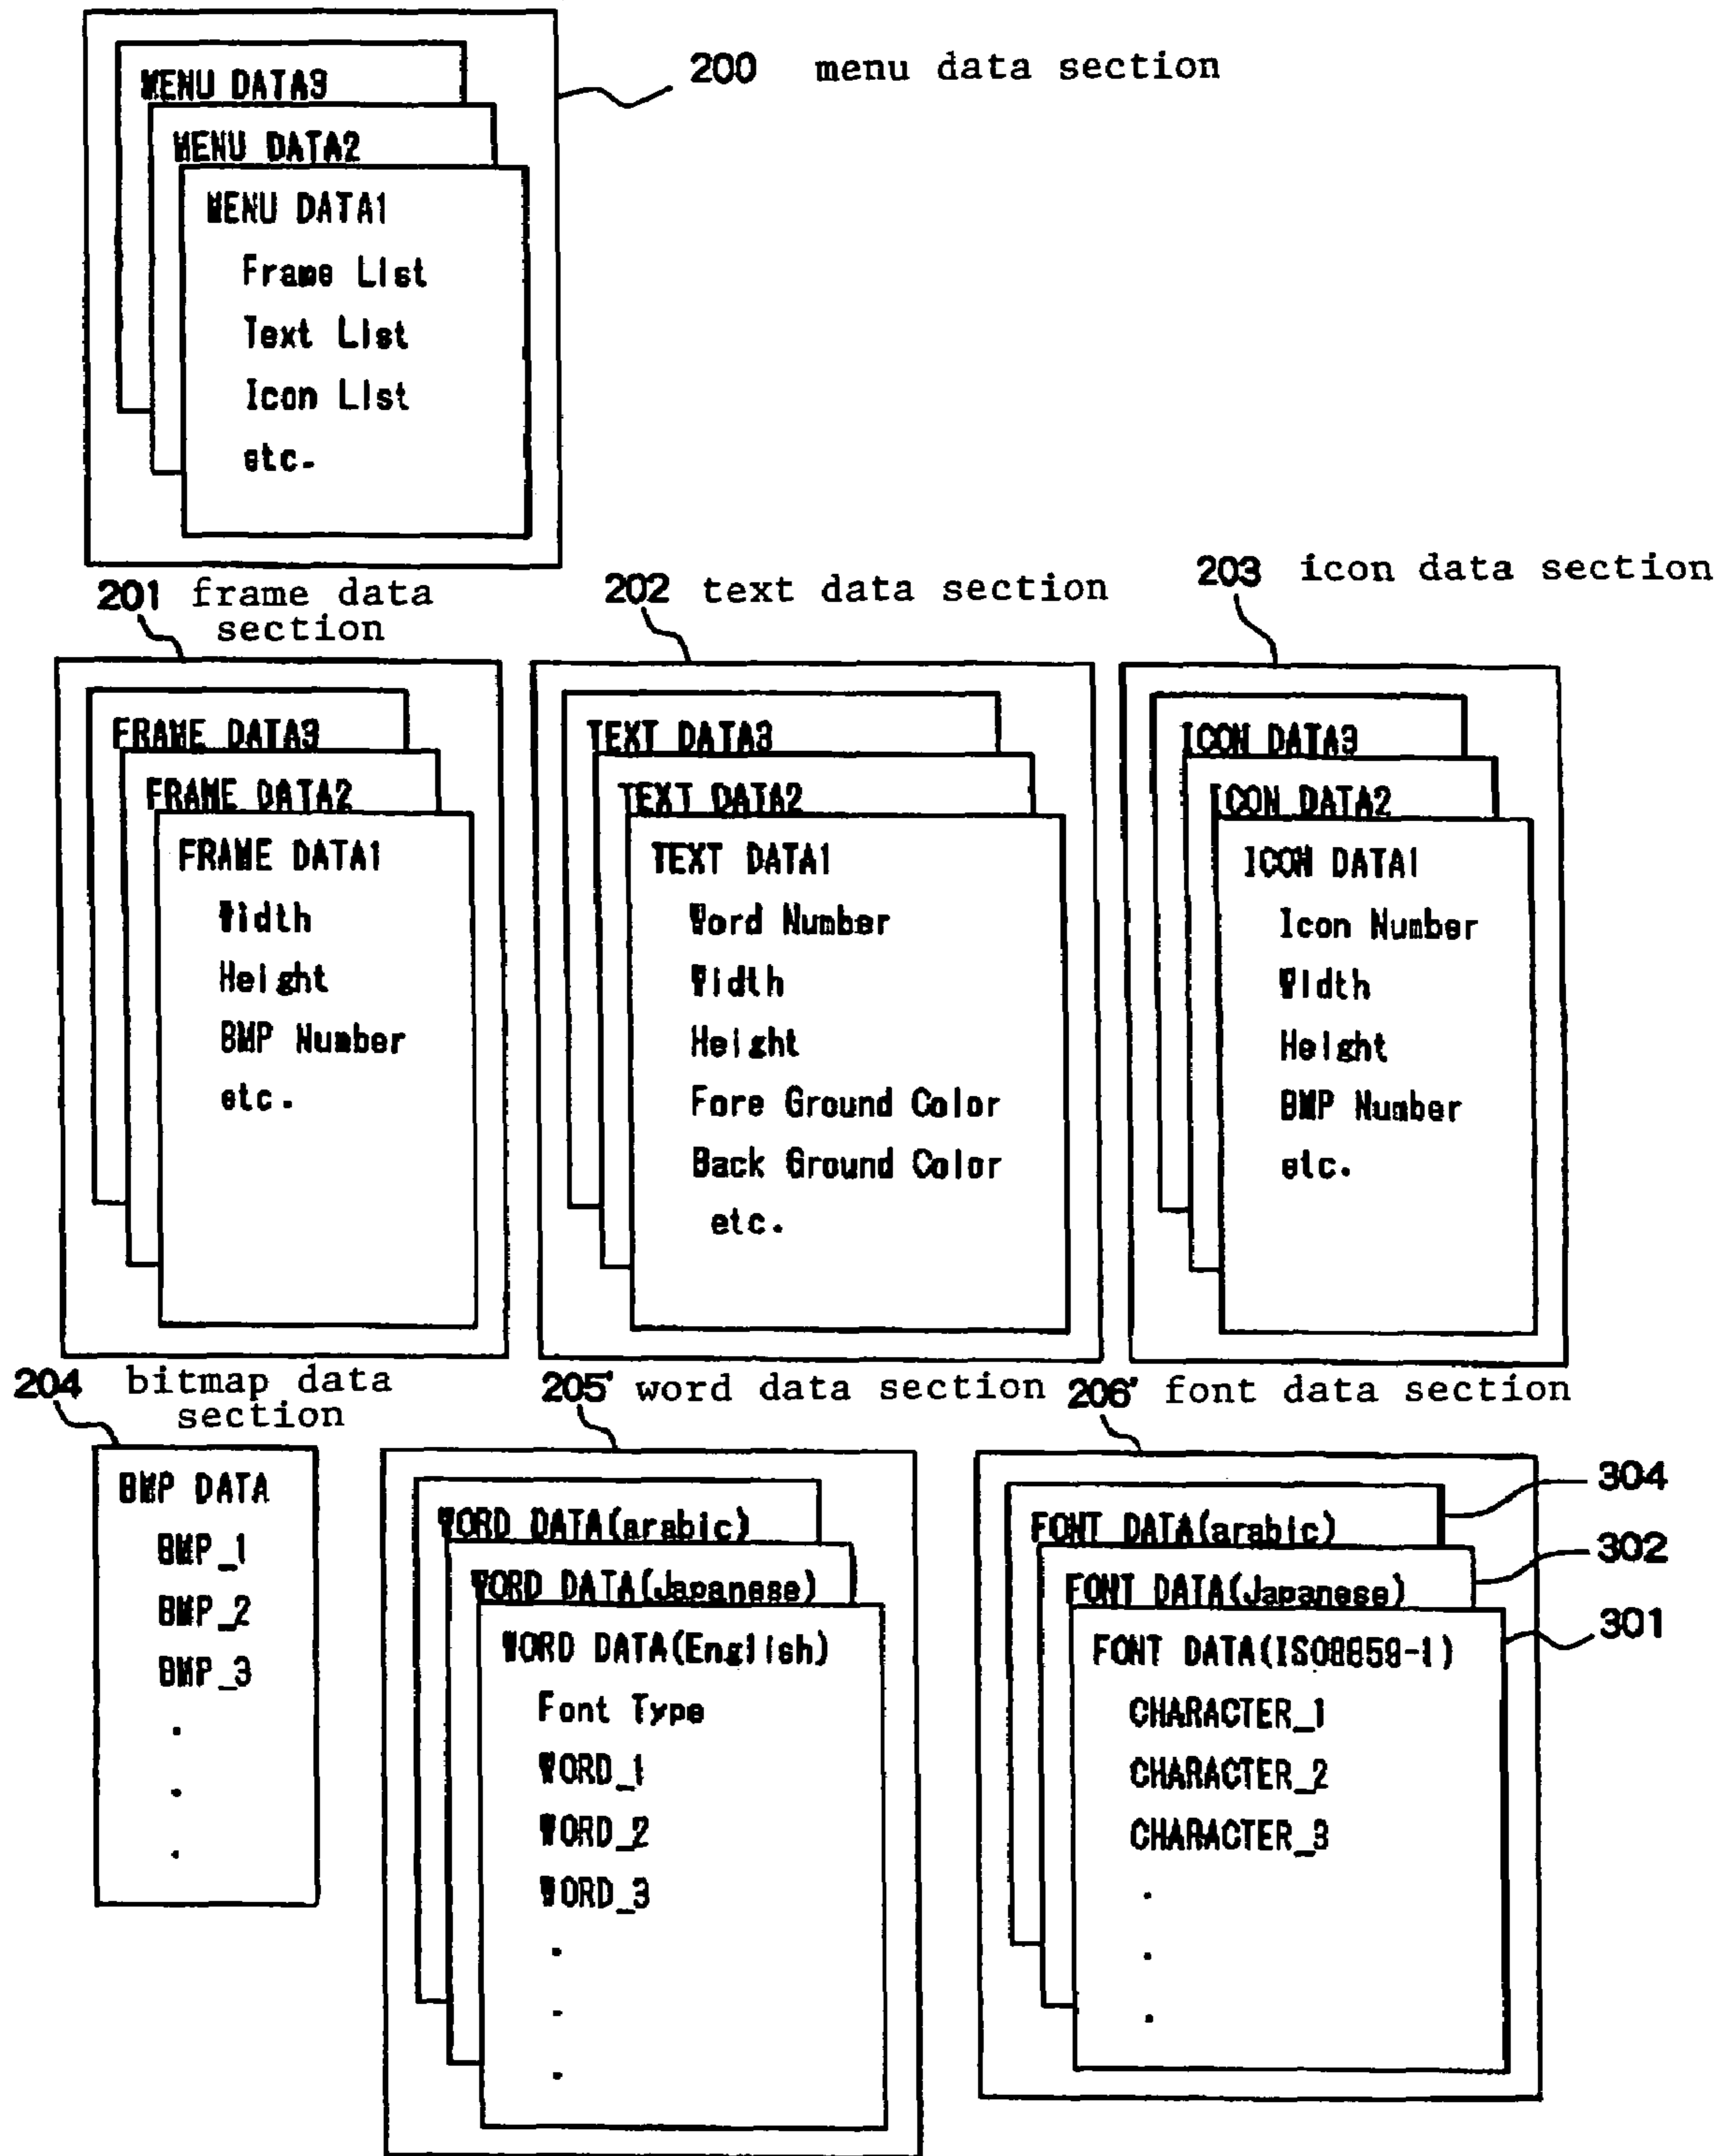 200 menu data section
MENU DATA3
MENU DATA2
MENU DATA1
Frame List
Text List
Icon List
etc.
201 frame data
section
FRAME DATA3
FRAME DATA2
FRAME DATA1
Width
Height
BMP Number
etc.
202 text data section
TEXT DATA3
TEXT DATA2
TEXT DATA1
Word Number
Width
Height
Fore Ground Color
Back Ground Color
etc.
203 icon data section
ICON DATA3
ICON DATA2
ICON DATA1
Icon Number
Width
Height
BMP Number
etc.
204 bitmap data
section
BMP DATA
BMP_1
BMP_2
BMP_3
.
.
.
205' word data section
WORD DATA(arabic)
WORD DATA(Japanese)
WORD DATA(English)
Font Type
WORD_1
WORD_2
WORD_3
.
.
.
206' font data section
FONT DATA(arabic)
304
FONT DATA(Japanese)
302
FONT DATA(ISO8859-1)
301
CHARACTER_1
CHARACTER_2
CHARACTER_3
.
.
.